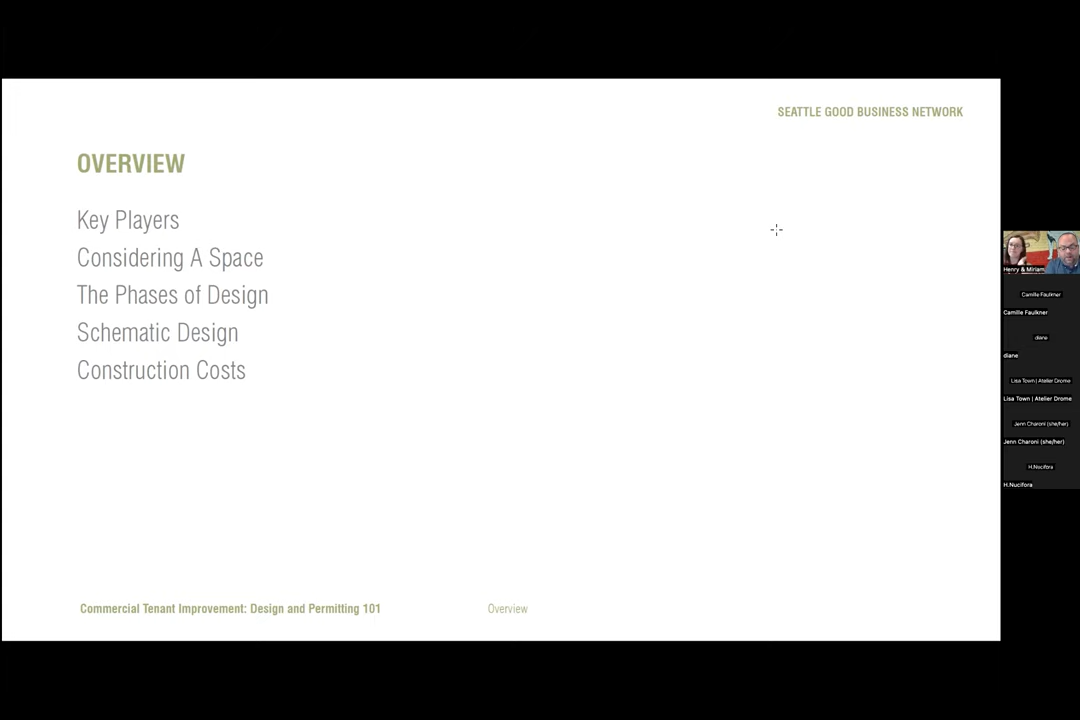 SEATTLE GOOD BUSINESS NETWORK
OVERVIEW
Key Players
Considering A Space
The Phases of Design
Schematic Design
Construction Costs
Commercial Tenant Improvement: Design and Permitting 101
Overview
Henry & Miriam
Camille Faulkner
Camille Faulkner
diane
diane
Lisa Town | Atelier Drome
Lisa Town | Atelier Drome
Jenn Charoni (she/her)
Jenn Charoni (she/her)
H.Nucifora
H.Nucifora